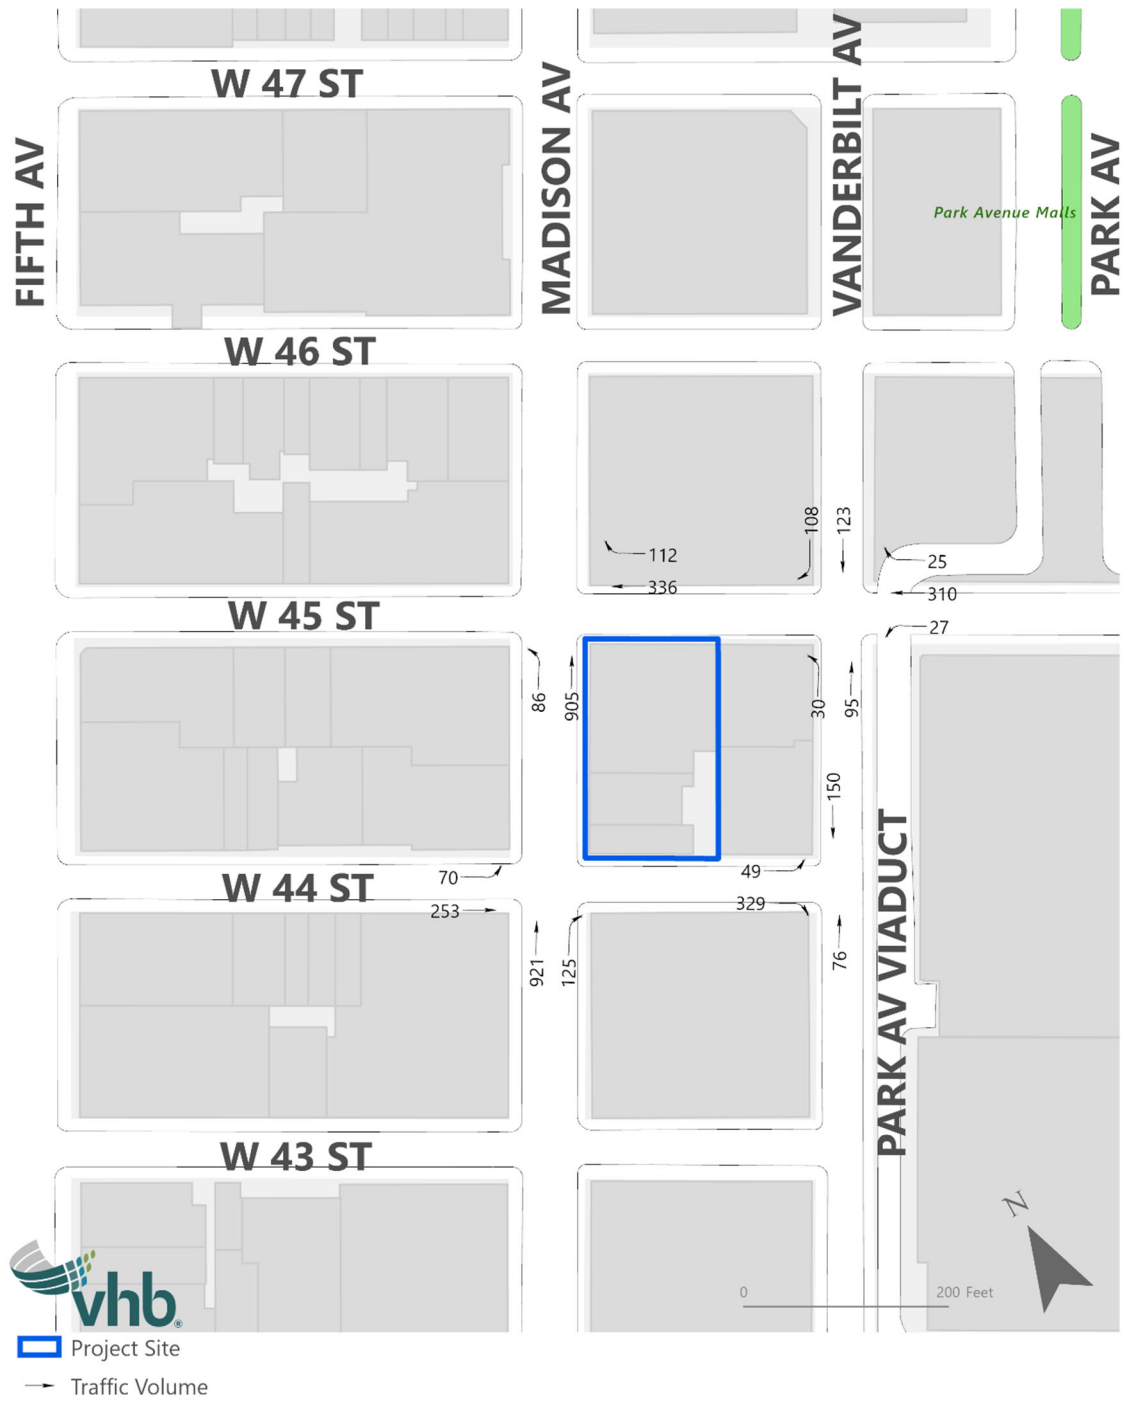 W 47 ST
FIFTH AV
MADISON AV
VANDERBILT AV
PARK AV
Park Avenue Malls
W 46 ST
108
123
112
25
336
310
W 45 ST
27
86
905
30
95
150
70
49
W 44 ST
253
329
921
125
76
PARK AV VIADUCT
W 43 ST
N
vhb®
0
200 Feet
Project Site
Traffic Volume